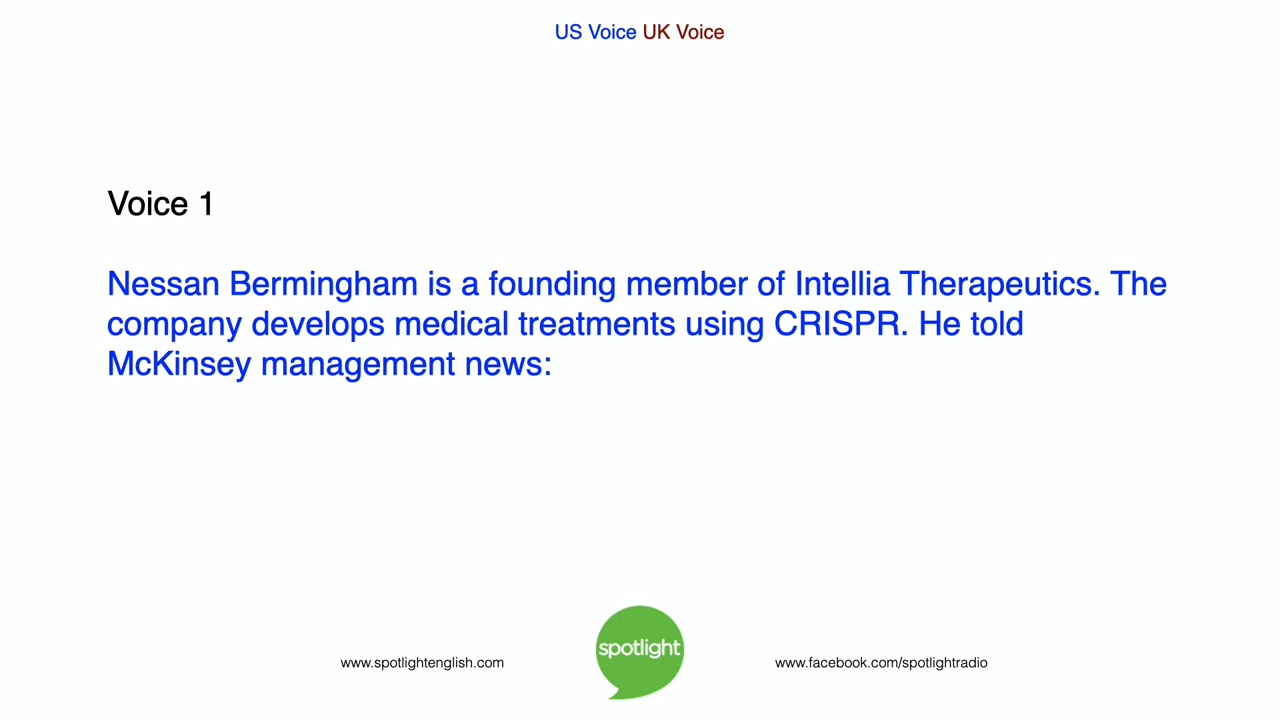 US Voice UK Voice
Voice 1
Nessan Bermingham is a founding member of Intellia Therapeutics. The
company develops medical treatments using CRISPR. He told
McKinsey management news:
spotlight
www.spotlightenglish.com
www.facebook.com/spotlightradio